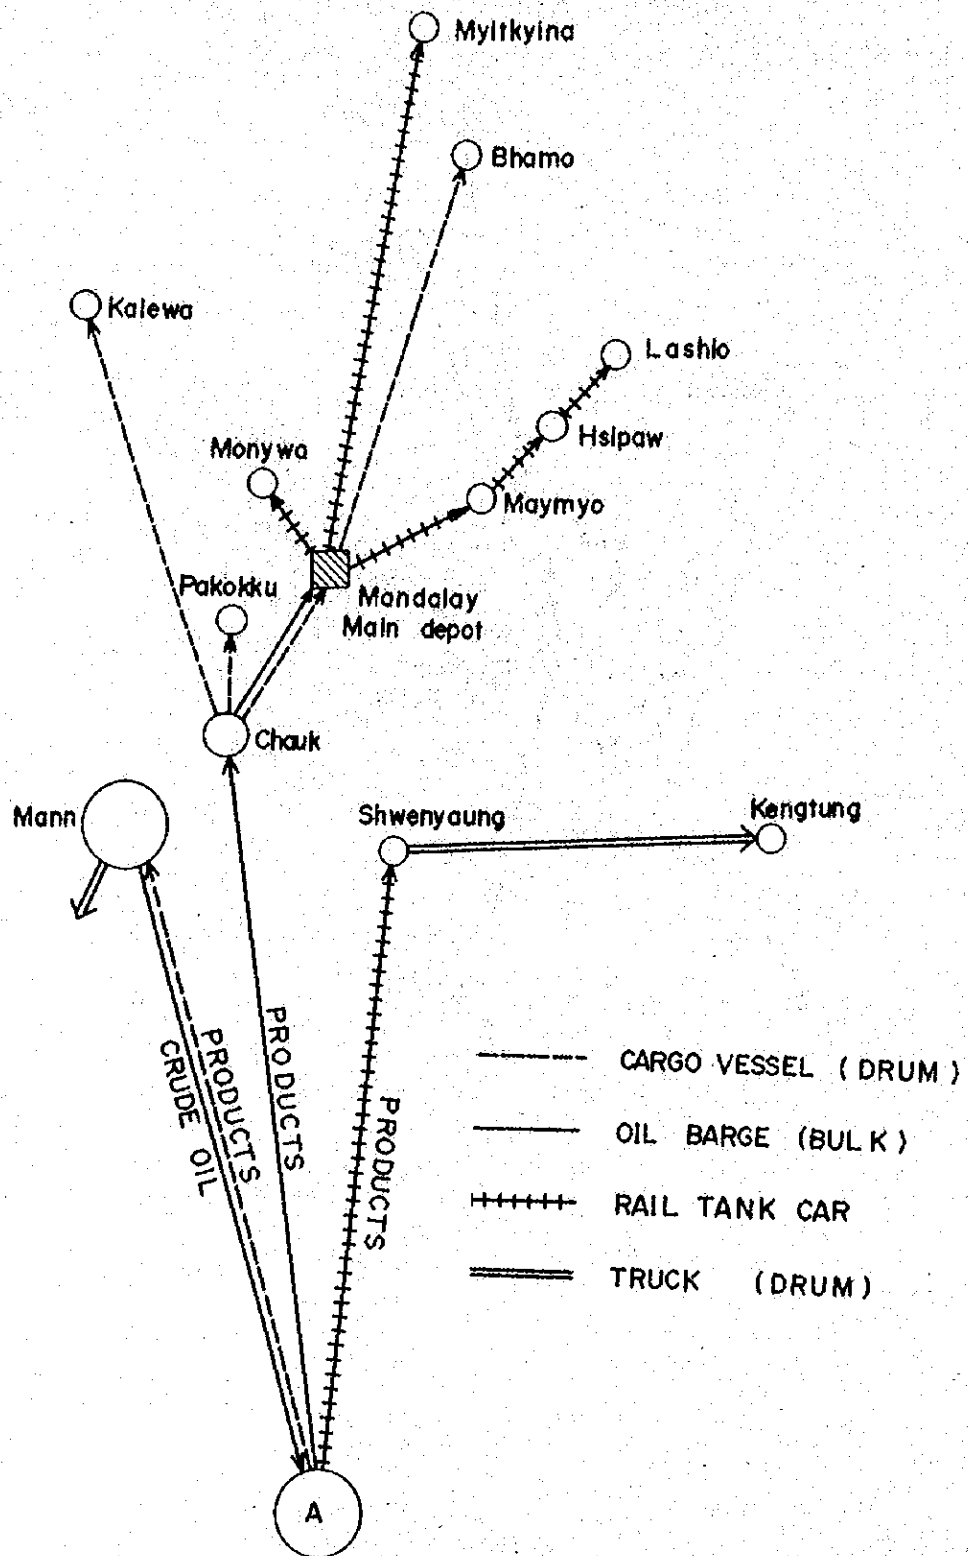 Myitkyina
Bhamo
Kalewa
Lashio
Hsipaw
Monywa
Maymyo
Pakokku
Mandalay
Main depot
Chauk
Mann
Shwenyaung
Kengtung
CRUDE OIL
PRODUCTS
PRODUCTS
PRODUCTS
CARGO VESSEL (DRUM)
OIL BARGE (BULK)
RAIL TANK CAR
TRUCK (DRUM)
A